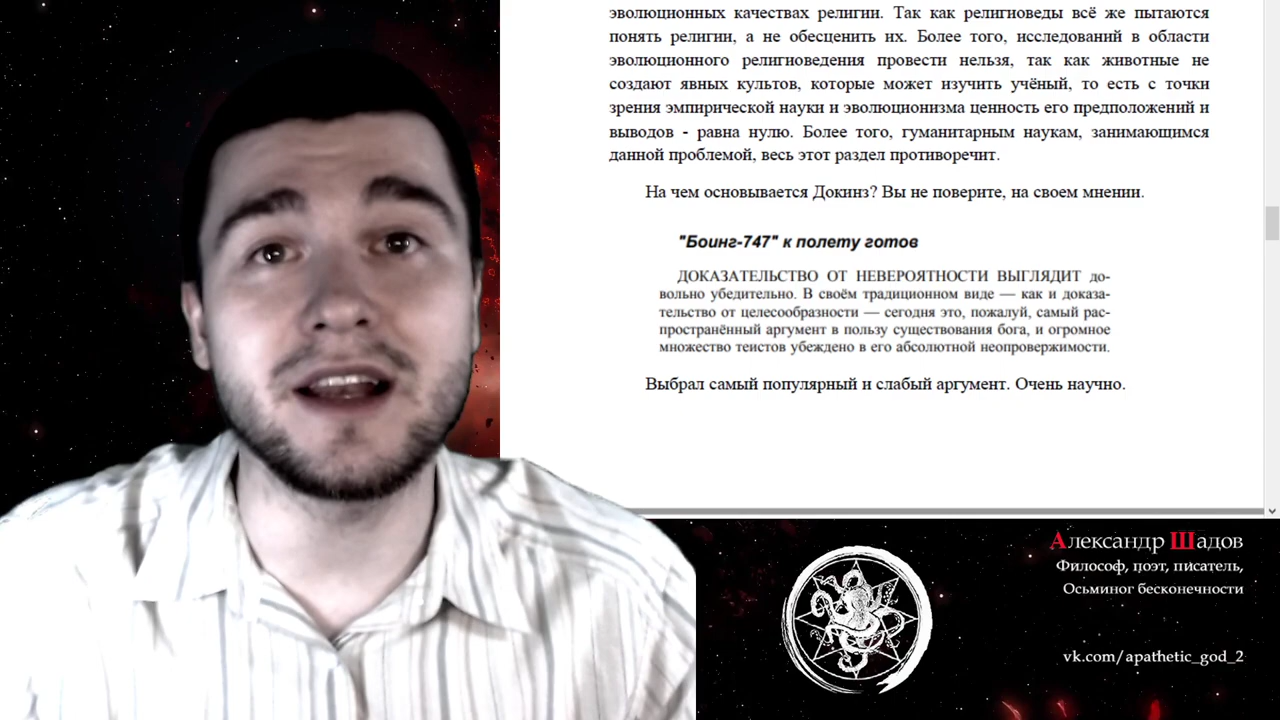 эволюционных качествах религии. Так как религиоведы всё же пытаются
понять религии, а не обесценить их. Более того, исследований в области
эволюционного религиоведения провести нельзя, так как животные не
создают явных культов, которые может изучить учёный, то есть с точки
зрения эмпирической науки и эволюционизма ценность его предположений и
выводов - равна нулю. Более того, гуманитарным наукам, занимающимся
данной проблемой, весь этот раздел противоречит.
На чем основывается Докинз? Вы не поверите, на своем мнении.
"Боинг-747" к полету готов
ДОКАЗАТЕЛЬСТВО ОТ НЕВЕРОЯТНОСТИ ВЫГЛЯДИТ до-
вольно убедительно. В своём традиционном виде — как и доказа-
тельство от целесообразности — сегодня это, пожалуй, самый рас-
пространённый аргумент в пользу существования бога, и огромное
множество теистов убеждено в его абсолютной неопровержимости.
Выбрал самый популярный и слабый аргумент. Очень научно.
Александр Шадов
Философ, поэт, писатель,
Осьминог бесконечности
vk.com/apathetic_god_2